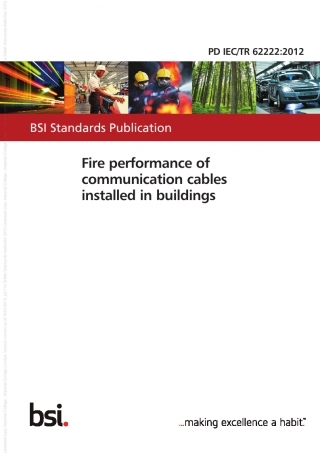 PD IEC/TR 62222:2012
BSI Standards Publication
Fire performance of
communication cables
installed in buildings
bsi.
...making excellence a habit.™